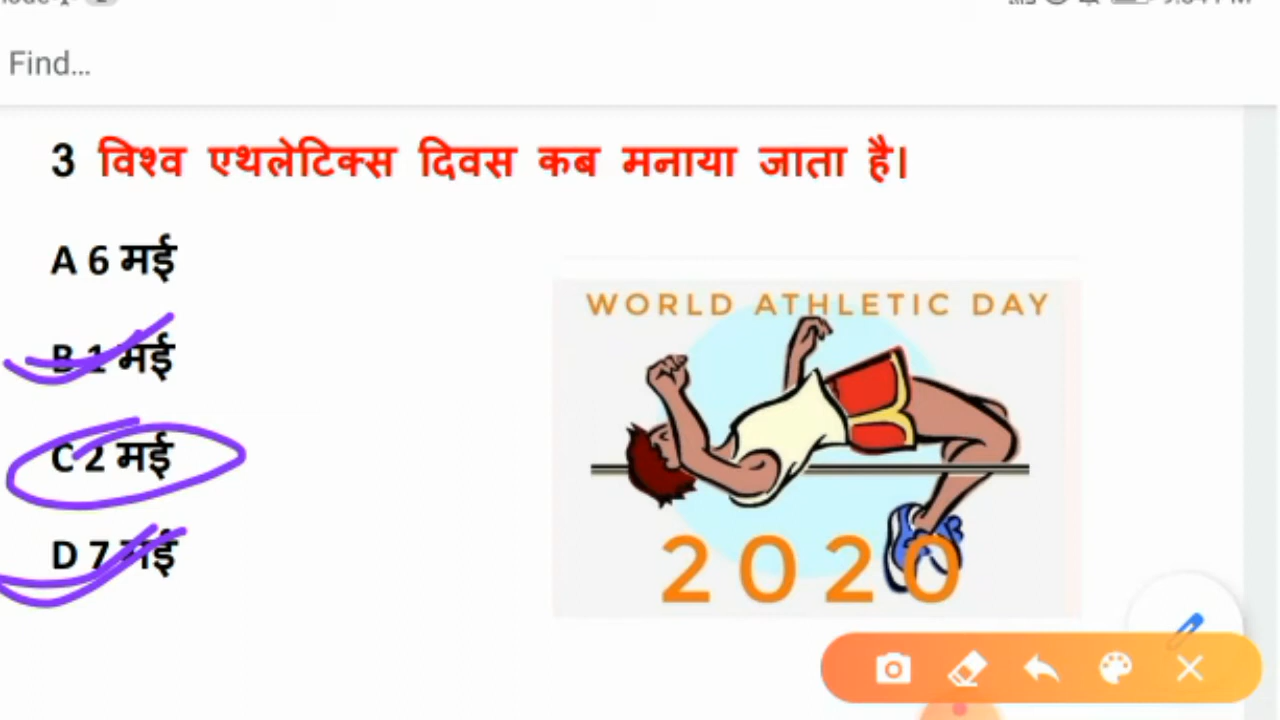 Find...
3 विश्व एथलेटिक्स दिवस कब मनाया जाता है।
A 6 मई
B 1 मई
C 2 मई
D 7 मई
WORLD ATHLETIC DAY
2020